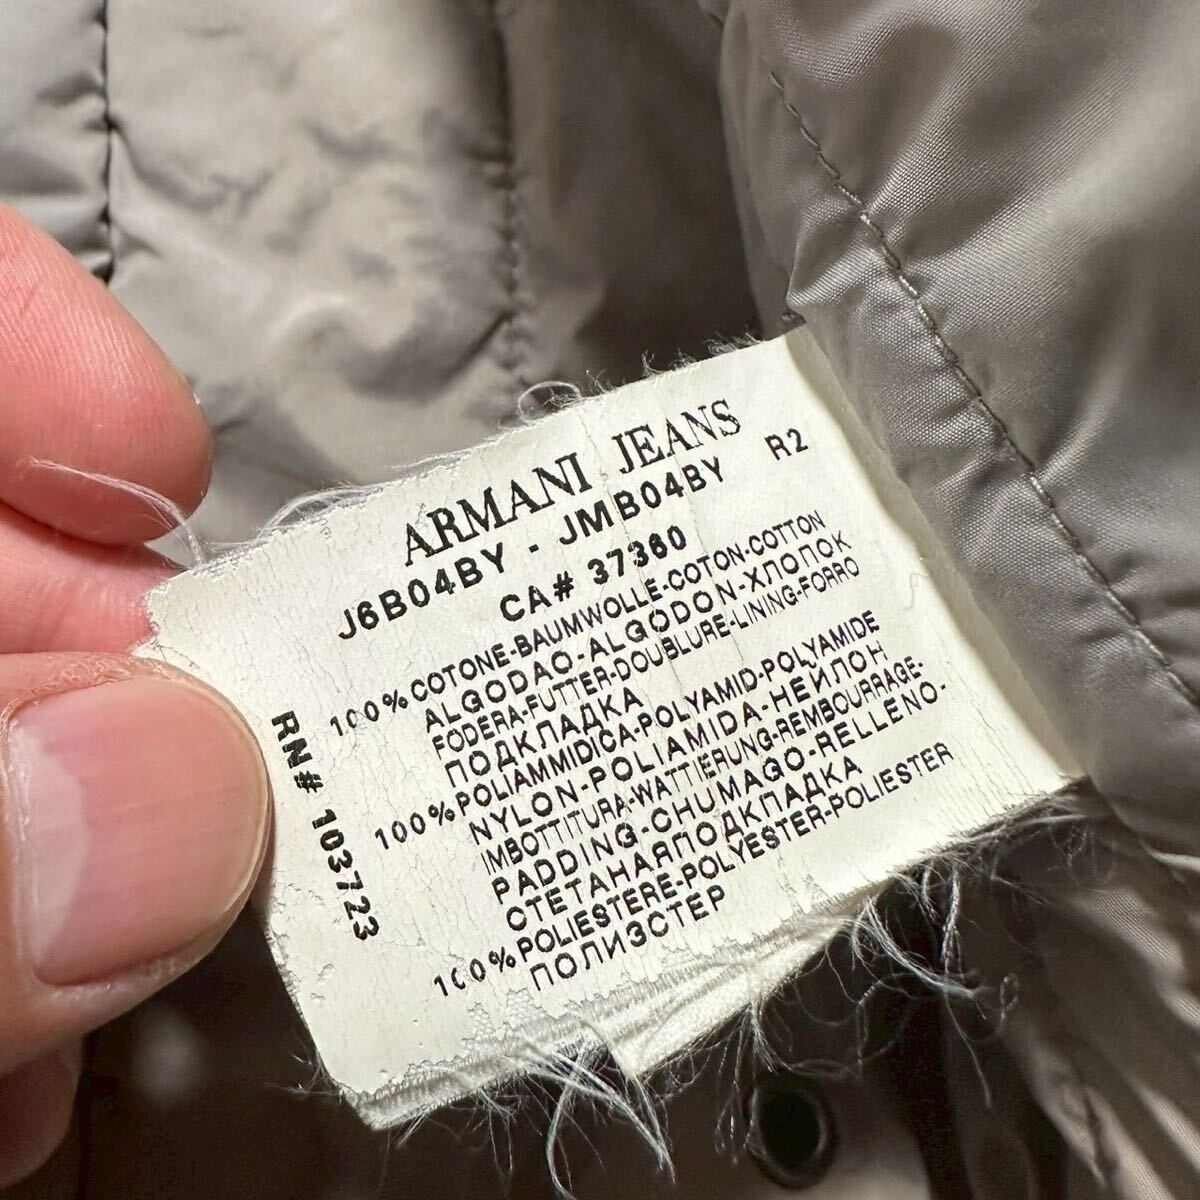 ARMANI JEANS
R2
J6B04BY - JMB04BY
CA# 37360
100% COTONE-BAUMWOLLE-COTON-COTTON
ALGODAO-ALGODON-ХЛОПОК
FODERA-FUTTER-DOUBLURE-LINING-FORRO
ПОДКЛАДКА
100% POLIAMMIDICA-POLYAMID-POLYAMIDE
NYLON-POLIAMIDA-НЕЙЛОН
IMBOTTITURA-WATTIERUNG-REMBOURRAGE-
PADDING-CHUMAGO-RELLENO-
СТЕТАНАЯПОДКЛАДКА
100% POLIESTERE-POLYESTER-POLIESTER
ПОЛИЭСТЕР
RN# 103723